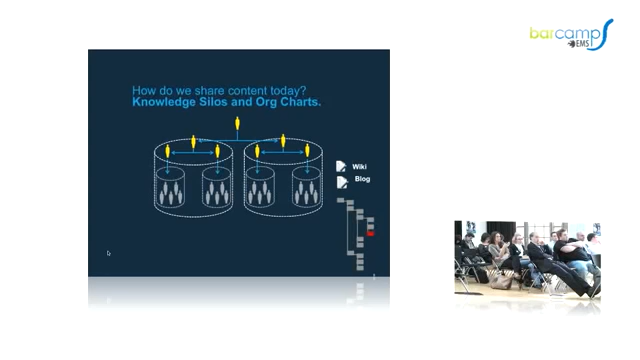 barcamp
EMS
How do we share content today?
Knowledge Silos and Org Charts.
Wiki
Blog